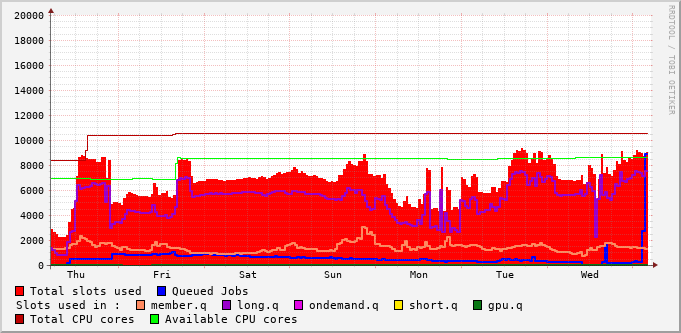 20000
18000
16000
14000
12000
10000
8000
6000
4000
2000
0
Thu Fri Sat Sun Mon Tue Wed
Total slots used Queued Jobs
Slots used in : member.q long.q ondemand.q short.q gpu.q
Total CPU cores Available CPU cores
RRDTOOL / TOBI OETIKER